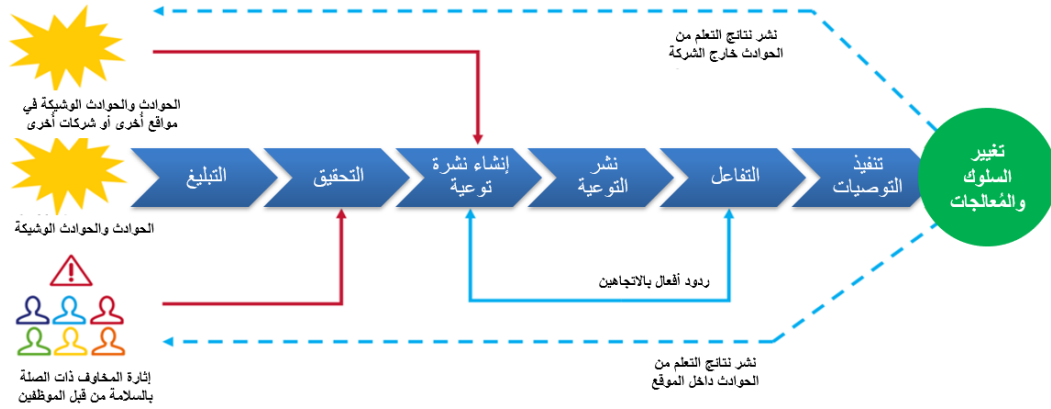 نشر نتائج التعلم من
الحوادث خارج الشركة
الحوادث والحوادث الوشيكة في
مواقع أخرى أو شركات أخرى
التبليغ
التحقيق
إنشاء نشرة
توعية
نشر
التوعية
التفاعل
تنفيذ
التوصيات
تغيير
السلوك
والمُعالجات
الحوادث والحوادث الوشيكة
ردود أفعال بالاتجاهين
إثارة المخاوف ذات الصلة
بالسلامة من قبل الموظفين
نشر نتائج التعلم من
الحوادث داخل الموقع